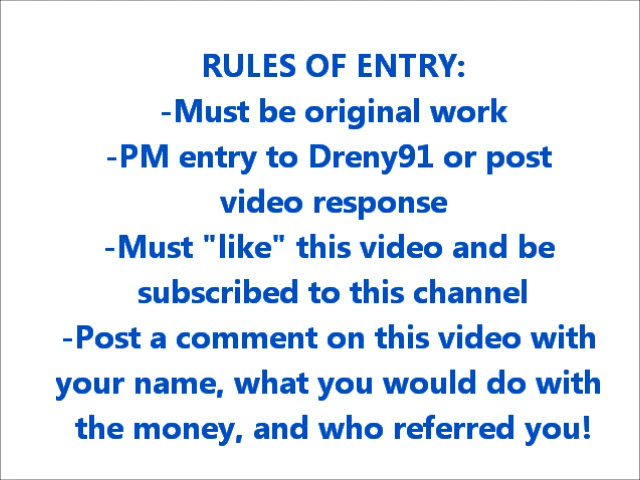 RULES OF ENTRY:
-Must be original work
-PM entry to Dreny91 or post
video response
-Must "like" this video and be
subscribed to this channel
-Post a comment on this video with
your name, what you would do with
the money, and who referred you!